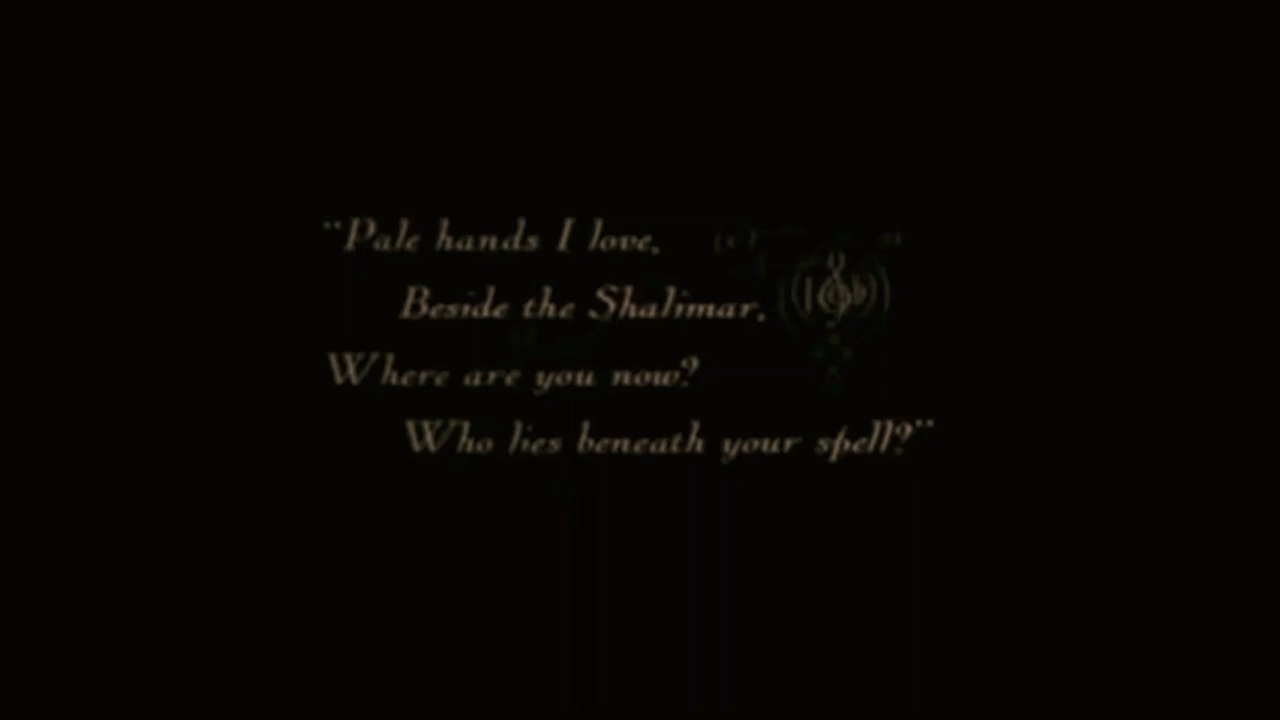 "Pale hands I love,
Beside the Shalimar,
Where are you now?
Who lies beneath your spell?"